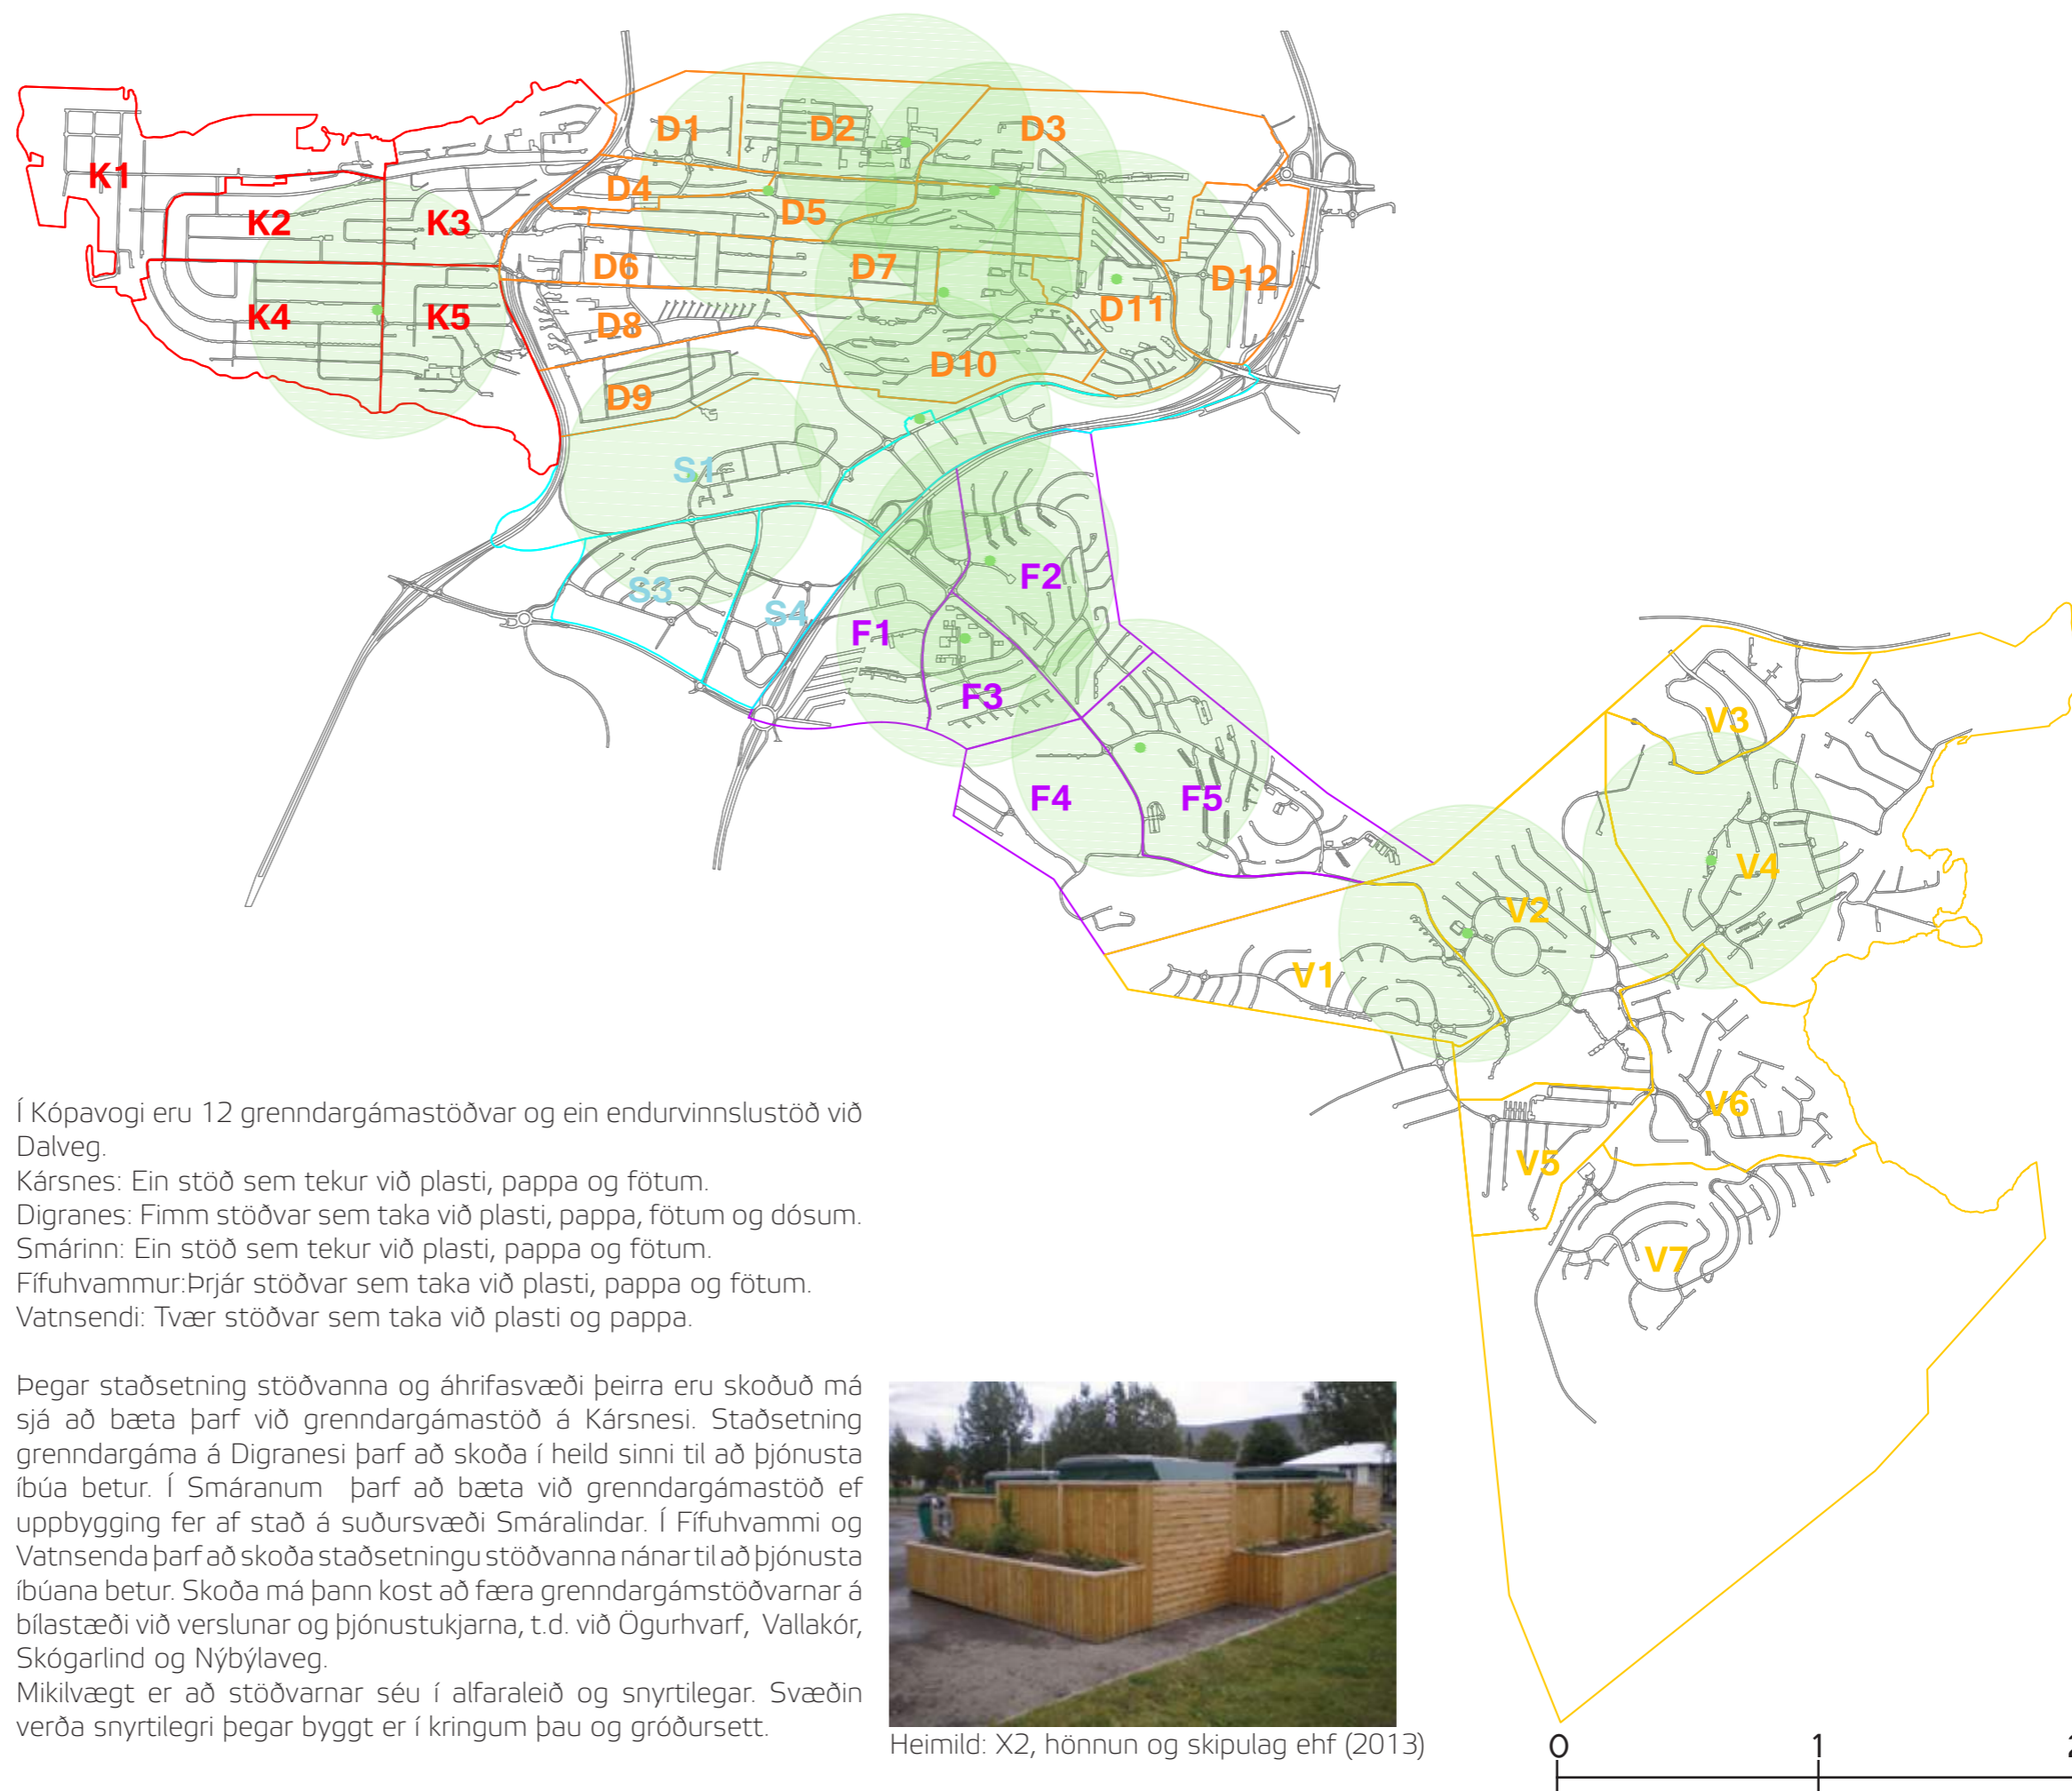 D1
D2
D3
K1
D4
K2
K3
D5
D6
D7
D12
K4
K5
D8
D11
D10
D9
S1
S3
S4
F2
F1
F3
V3
F4
F5
V4
V2
V1
V6
V5
V7
Í Kópavogi eru 12 grenndargámastöðvar og ein endurvinnslustöð við
Dalveg.
Kársnes: Ein stöð sem tekur við plasti, pappa og fötum.
Digranes: Fimm stöðvar sem taka við plasti, pappa, fötum og dósum.
Smárinn: Ein stöð sem tekur við plasti, pappa og fötum.
Fífuhvammur:Þrjár stöðvar sem taka við plasti, pappa og fötum.
Vatnsendi: Tvær stöðvar sem taka við plasti og pappa.
Þegar staðsetning stöðvanna og áhrifasvæði þeirra eru skoðuð má
sjá að bæta þarf við grenndargámastöð á Kársnesi. Staðsetning
grenndargáma á Digranesi þarf að skoða í heild sinni til að þjónusta
íbúa betur. Í Smáranum þarf að bæta við grenndargámastöð ef
uppbygging fer af stað á suðursvæði Smáralindar. Í Fífuhvammi og
Vatnsenda þarf að skoða staðsetningu stöðvanna nánar til að þjónusta
íbúana betur. Skoða má þann kost að færa grenndargámstöðvarnar á
bílastæði við verslunar og þjónustukjarna, t.d. við Ögurhvarf, Vallakór,
Skógarlind og Nýbýlaveg.
Mikilvægt er að stöðvarnar séu í alfaraleið og snyrtilegar. Svæðin
verða snyrtilegri þegar byggt er í kringum þau og gróðursett.
Heimild: X2, hönnun og skipulag ehf (2013)
0 1 2